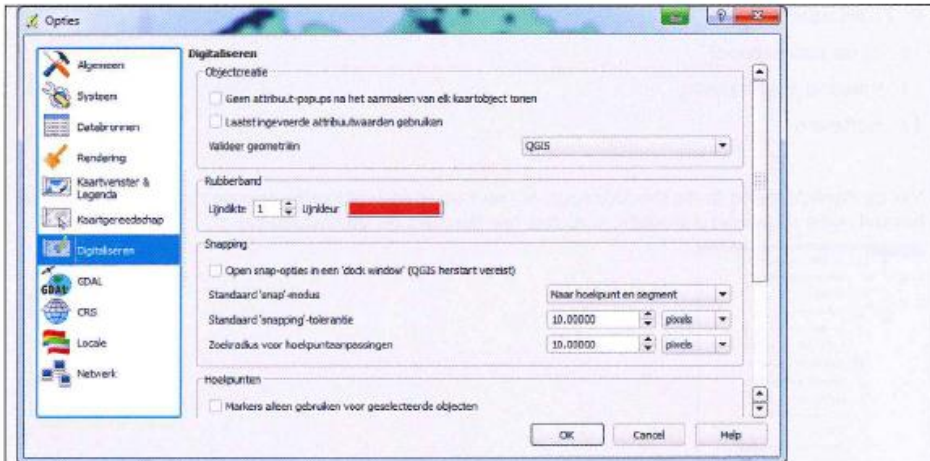 Opties
Algemeen
Systeem
Databronnen
Rendering
Kaartvenster &
Legenda
Kaartgereedschap
Digitaliseren
GDAL
GDAL
CRS
Locale
Netwerk
Digitaliseren
Objectcreatie
Geen attribuut-popups na het aanmaken van elk kaartobject tonen
Laatst ingevoerde attribuutwaarden gebruiken
Valideer geometriën
QGIS
Rubberband
Lijndikte 1 Lijnkleur
Snapping
Open snap-opties in een 'dock window' (QGIS herstart vereist)
Standaard 'snap'-modus
Naar hoekpunt en segment
Standaard 'snapping'-tolerantie
10.00000 pixels
Zoekradius voor hoekpuntaanpassingen
10.00000 pixels
Hoekpunten
Markers alleen gebruiken voor geselecteerde objecten
OK Cancel Help